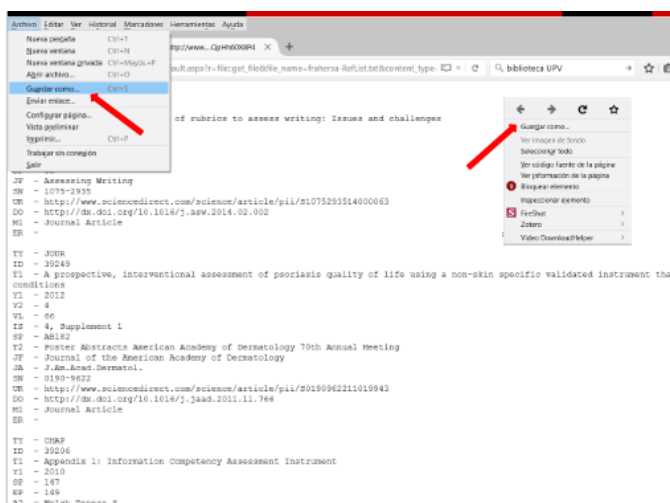 Archivo Editar Ver Historial Marcadores Herramientas Ayuda
Nueva pestaña Ctrl+T
Nueva ventana Ctrl+N
Nueva ventana privada Ctrl+Mayús.+P
Abrir archivo... Ctrl+O
Guardar como... Ctrl+S
Enviar enlace...
Configurar página...
Vista preliminar
Imprimir... Ctrl+P
Trabajar sin conexión
Salir
biblioteca UPV
Guardar como...
Ver imagen de fondo
Seleccionar todo
Ver código fuente de la página
Ver información de la página
Bloquear elemento
Inspeccionar elemento
FireShot
Zotero
Video DownloadHelper
of rubrics to assess writing: Issues and challenges
JF - Assessing Writing
SN - 1075-2935
UR - http://www.sciencedirect.com/science/article/pii/S1075293514000063
DO - http://dx.doi.org/10.1016/j.asw.2014.02.002
M1 - Journal Article
ER -
TY - JOUR
ID - 39249
T1 - A prospective, interventional assessment of psoriasis quality of life using a non-skin specific validated instrument tha
conditions
Y1 - 2012
Y2 - 4
VL - 66
IS - 4, Supplement 1
SP - AB182
T2 - Poster Abstracts American Academy of Dermatology 70th Annual Meeting
JF - Journal of the American Academy of Dermatology
JA - J.Am.Acad.Dermatol.
SN - 0190-9622
UR - http://www.sciencedirect.com/science/article/pii/S0190962211019943
DO - http://dx.doi.org/10.1016/j.jaad.2011.11.766
M1 - Journal Article
ER -
TY - CHAP
ID - 39206
T1 - Appendix 1: Information Competency Assessment Instrument
Y1 - 2010
SP - 147
EP - 149